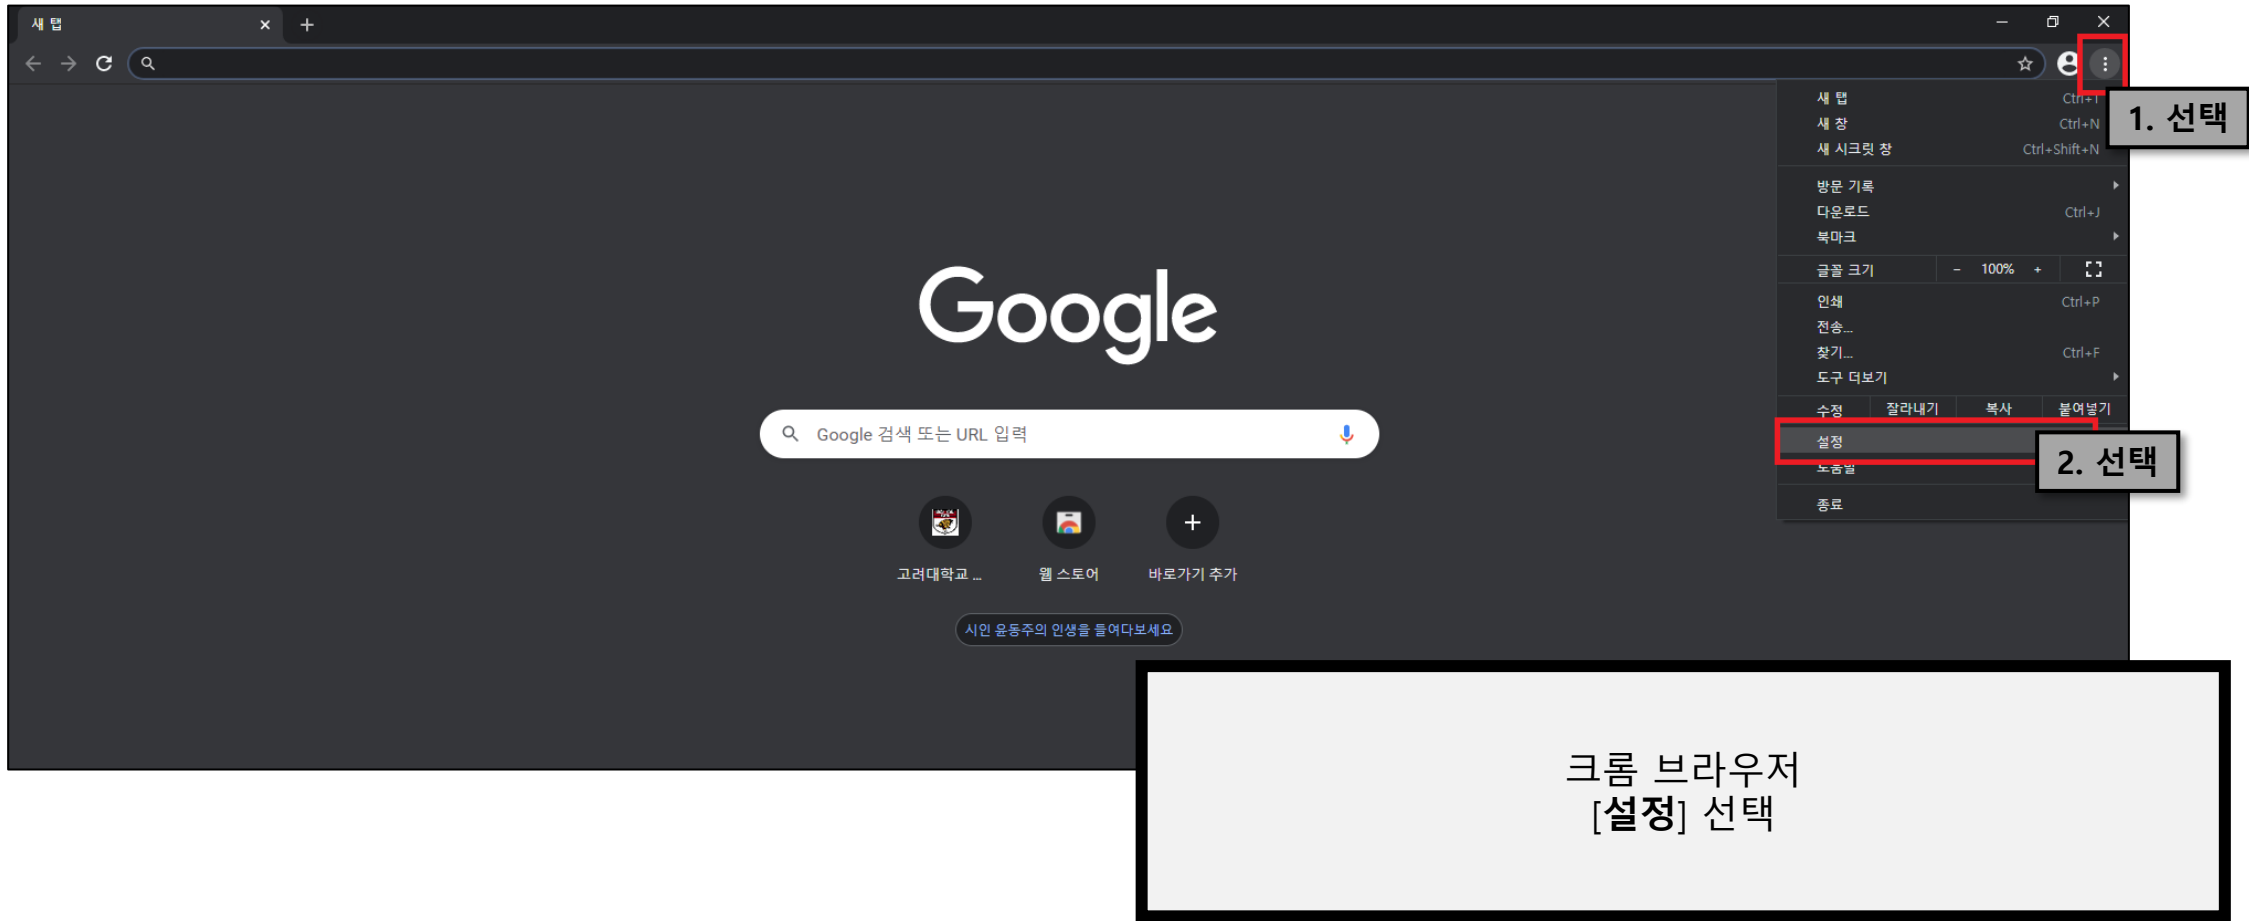 새 탭
새 탭 Ctrl+T
1. 선택
새 창 Ctrl+N
새 시크릿 창 Ctrl+Shift+N
방문 기록
다운로드 Ctrl+J
북마크
글꼴 크기 - 100% +
인쇄 Ctrl+P
전송...
찾기... Ctrl+F
도구 더보기
수정 잘라내기 복사 붙여넣기
설정
2. 선택
도움말
종료
Google
Google 검색 또는 URL 입력
고려대학교 ...
웹 스토어
바로가기 추가
시인 윤동주의 인생을 들여다보세요
크롬 브라우저
[설정] 선택